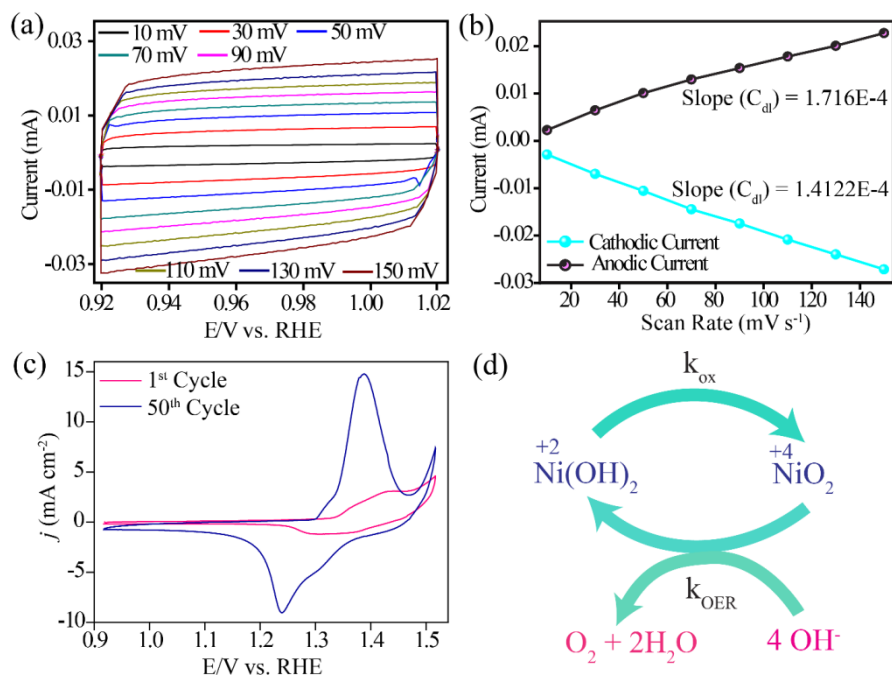 (a)
10 mV 30 mV 50 mV
70 mV 90 mV
0.03
0.01
-0.01
-0.03
Current (mA)
110 mV 130 mV 150 mV
0.92 0.94 0.96 0.98 1.00 1.02
E/V vs. RHE
(b)
0.02
0.01
0.00
-0.01
-0.02
-0.03
Current (mA)
Slope (Cdl) = 1.716E-4
Slope (Cdl) = 1.4122E-4
Cathodic Current
Anodic Current
20 40 60 80 100 120 140
Scan Rate (mV s⁻¹)
(c)
1st Cycle
50th Cycle
15
10
5
0
-5
-10
j (mA cm⁻²)
0.9 1.0 1.1 1.2 1.3 1.4 1.5
E/V vs. RHE
(d)
kox
+2 +4
Ni(OH)₂ NiO₂
kOER
O₂ + 2H₂O 4 OH⁻